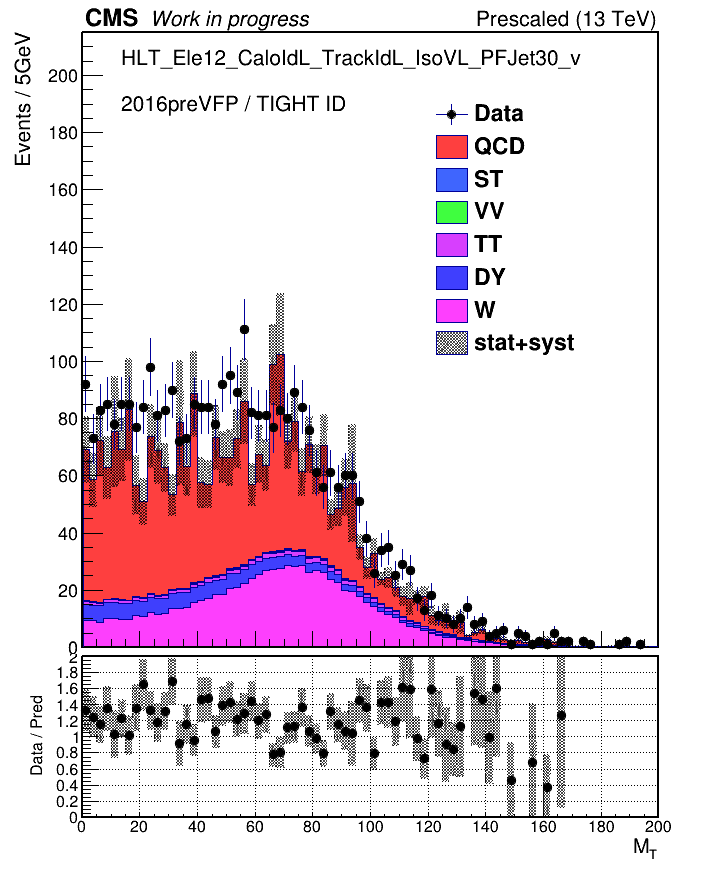 CMS Work in progress Prescaled (13 TeV)
Events / 5GeV
HLT_Ele12_CaloIdL_TrackIdL_IsoVL_PFJet30_v
2016preVFP / TIGHT ID
Data
QCD
ST
VV
TT
DY
W
stat+syst
200
180
160
140
120
100
80
60
40
20
0
Data / Pred
2
1.8
1.6
1.4
1.2
1
0.8
0.6
0.4
0.2
0
0 20 40 60 80 100 120 140 160 180 200
M_T